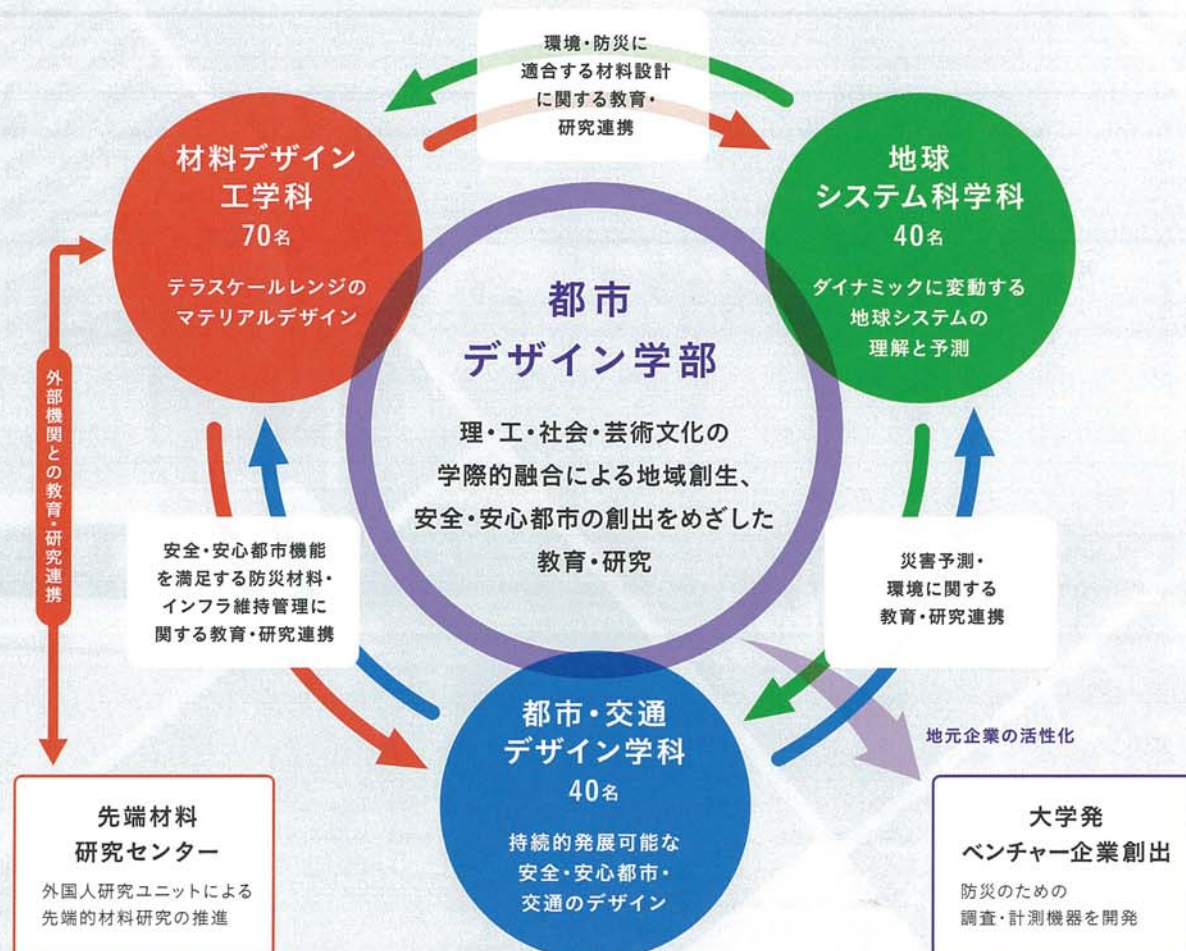 環境・防災に
適合する材料設計
に関する教育・
研究連携
材料デザイン
工学科
70名
テラスケールレンジの
マテリアルデザイン
地球
システム科学科
40名
ダイナミックに変動する
地球システムの
理解と予測
都市
デザイン学部
理・工・社会・芸術文化の
学際的融合による地域創生、
安全・安心都市の創出をめざした
教育・研究
外部機関との教育・研究連携
安全・安心都市機能
を満足する防災材料・
インフラ維持管理に
関する教育・研究連携
災害予測・
環境に関する
教育・研究連携
都市・交通
デザイン学科
40名
持続的発展可能な
安全・安心都市・
交通のデザイン
地元企業の活性化
先端材料
研究センター
外国人研究ユニットによる
先端的材料研究の推進
大学発
ベンチャー企業創出
防災のための
調査・計測機器を開発